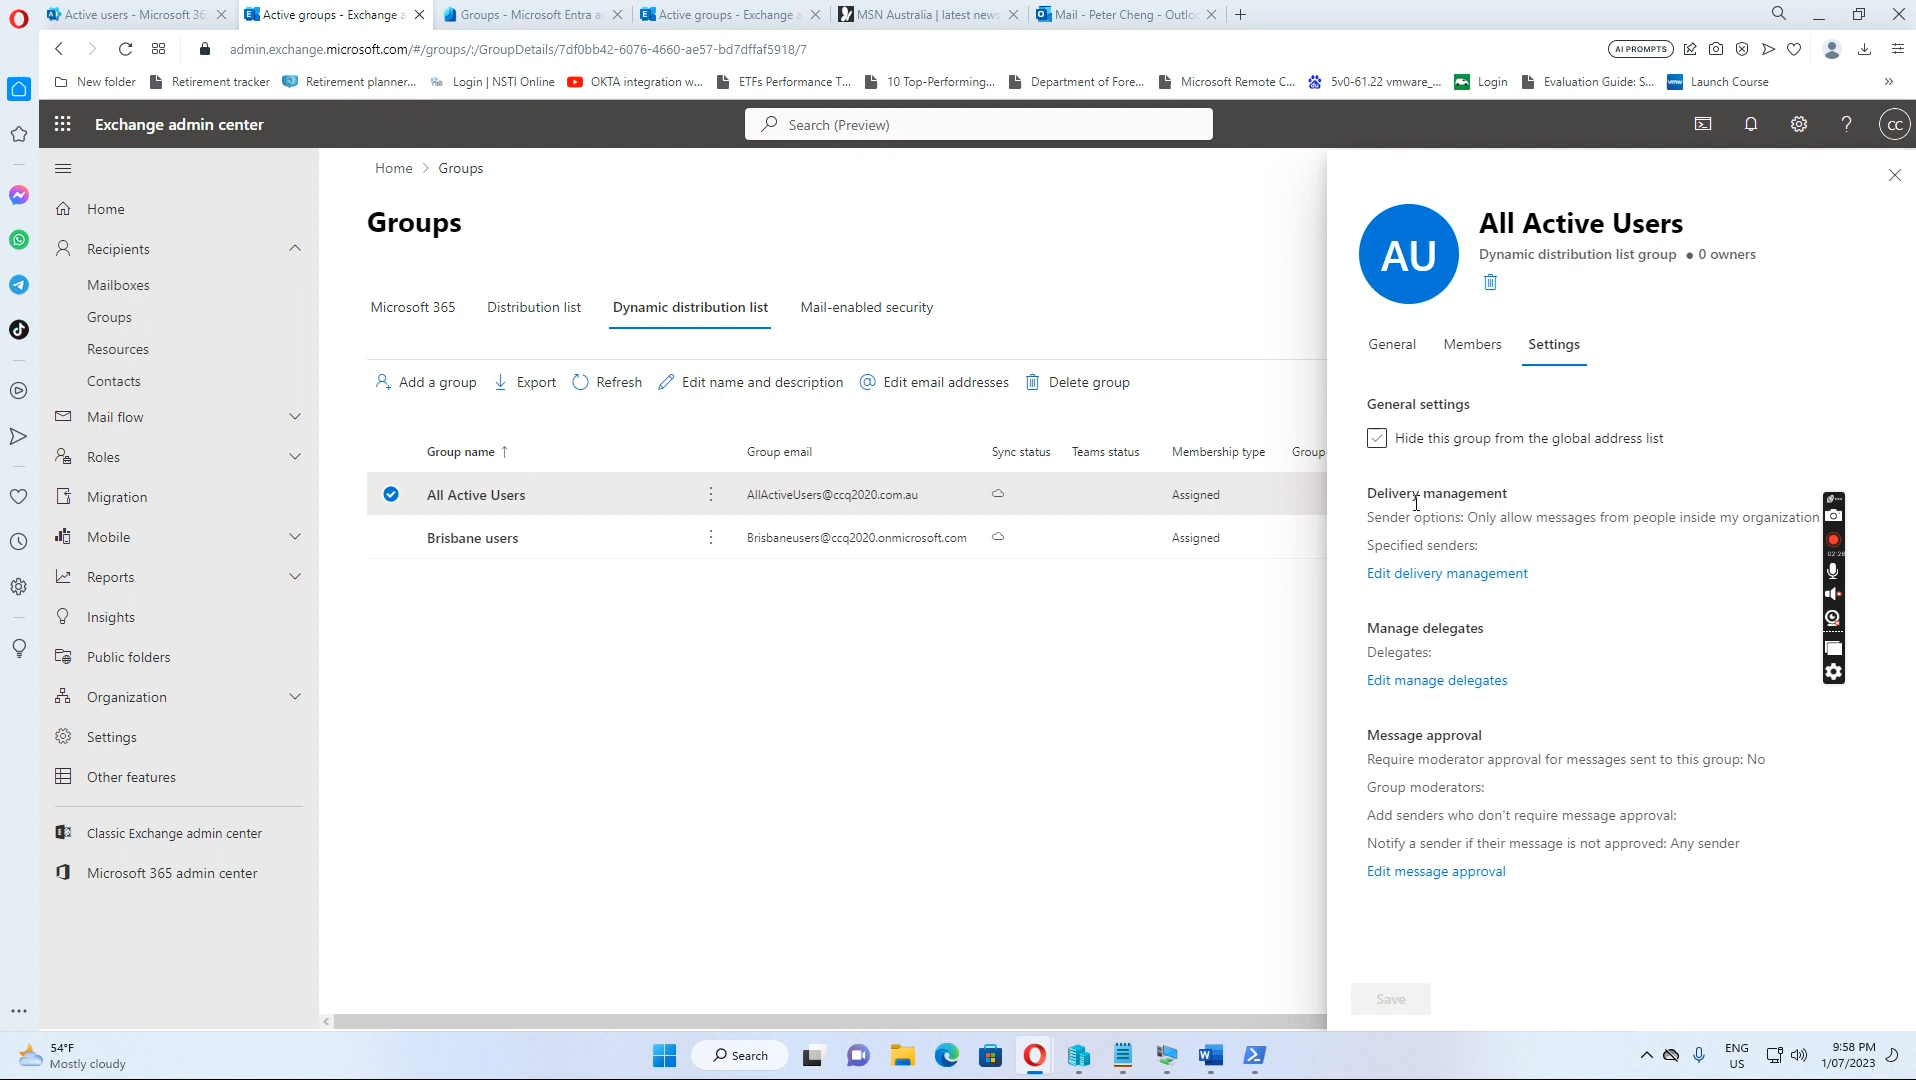 Active users - Microsoft 36
Active groups - Exchange a
Groups - Microsoft Entra ac
Active groups - Exchange a
MSN Australia | latest news
Mail - Peter Cheng - Outlo
admin.exchange.microsoft.com/#/groups/:/GroupDetails/7df0bb42-6076-4660-ae57-bd7dffaf5918/7
AI PROMPTS
New folder
Retirement tracker
Retirement planner...
Login | NSTI Online
OKTA integration w...
ETFs Performance T...
10 Top-Performing...
Department of Fore...
Microsoft Remote C...
5v0-61.22 vmware_...
Login
Evaluation Guide: S...
Launch Course
Exchange admin center
Search (Preview)
CC
Home
Recipients
Mailboxes
Groups
Resources
Contacts
Mail flow
Roles
Migration
Mobile
Reports
Insights
Public folders
Organization
Settings
Other features
Classic Exchange admin center
Microsoft 365 admin center
Home > Groups
Groups
Microsoft 365
Distribution list
Dynamic distribution list
Mail-enabled security
Add a group
Export
Refresh
Edit name and description
Edit email addresses
Delete group
Group name ↑
Group email
Sync status
Teams status
Membership type
Group
All Active Users
AllActiveUsers@ccq2020.com.au
Assigned
Brisbane users
Brisbaneusers@ccq2020.onmicrosoft.com
Assigned
AU
All Active Users
Dynamic distribution list group • 0 owners
General
Members
Settings
General settings
Hide this group from the global address list
Delivery management
Sender options: Only allow messages from people inside my organization
Specified senders:
Edit delivery management
Manage delegates
Delegates:
Edit manage delegates
Message approval
Require moderator approval for messages sent to this group: No
Group moderators:
Add senders who don't require message approval:
Notify a sender if their message is not approved: Any sender
Edit message approval
Save
54°F
Mostly cloudy
Search
ENG
US
9:58 PM
1/07/2023